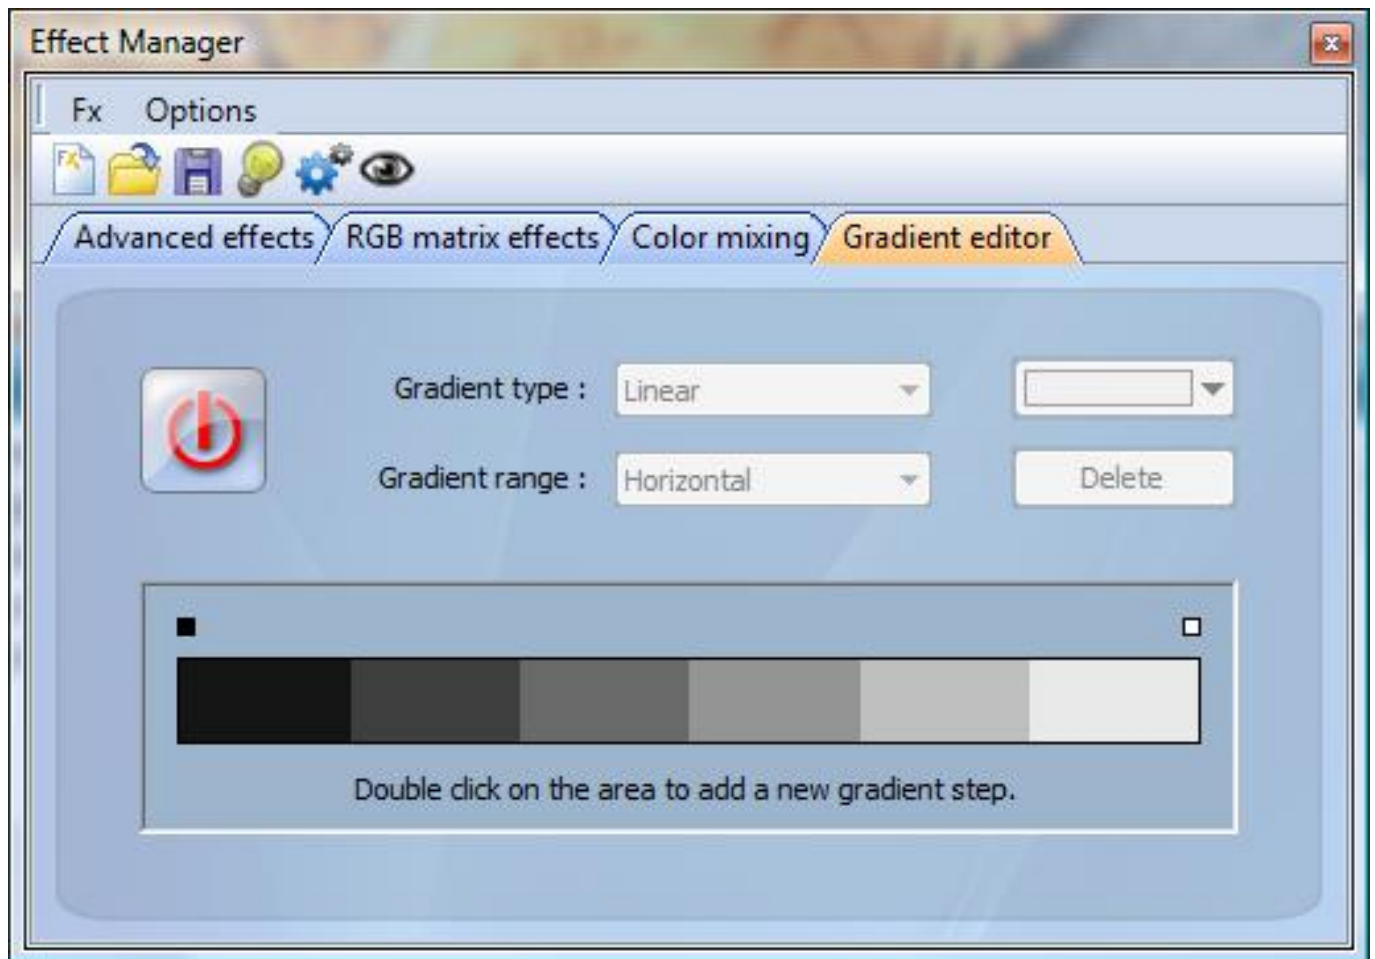 Effect Manager
Fx Options
FX
Advanced effects RGB matrix effects Color mixing Gradient editor
Gradient type : Linear
Gradient range : Horizontal Delete
Double click on the area to add a new gradient step.